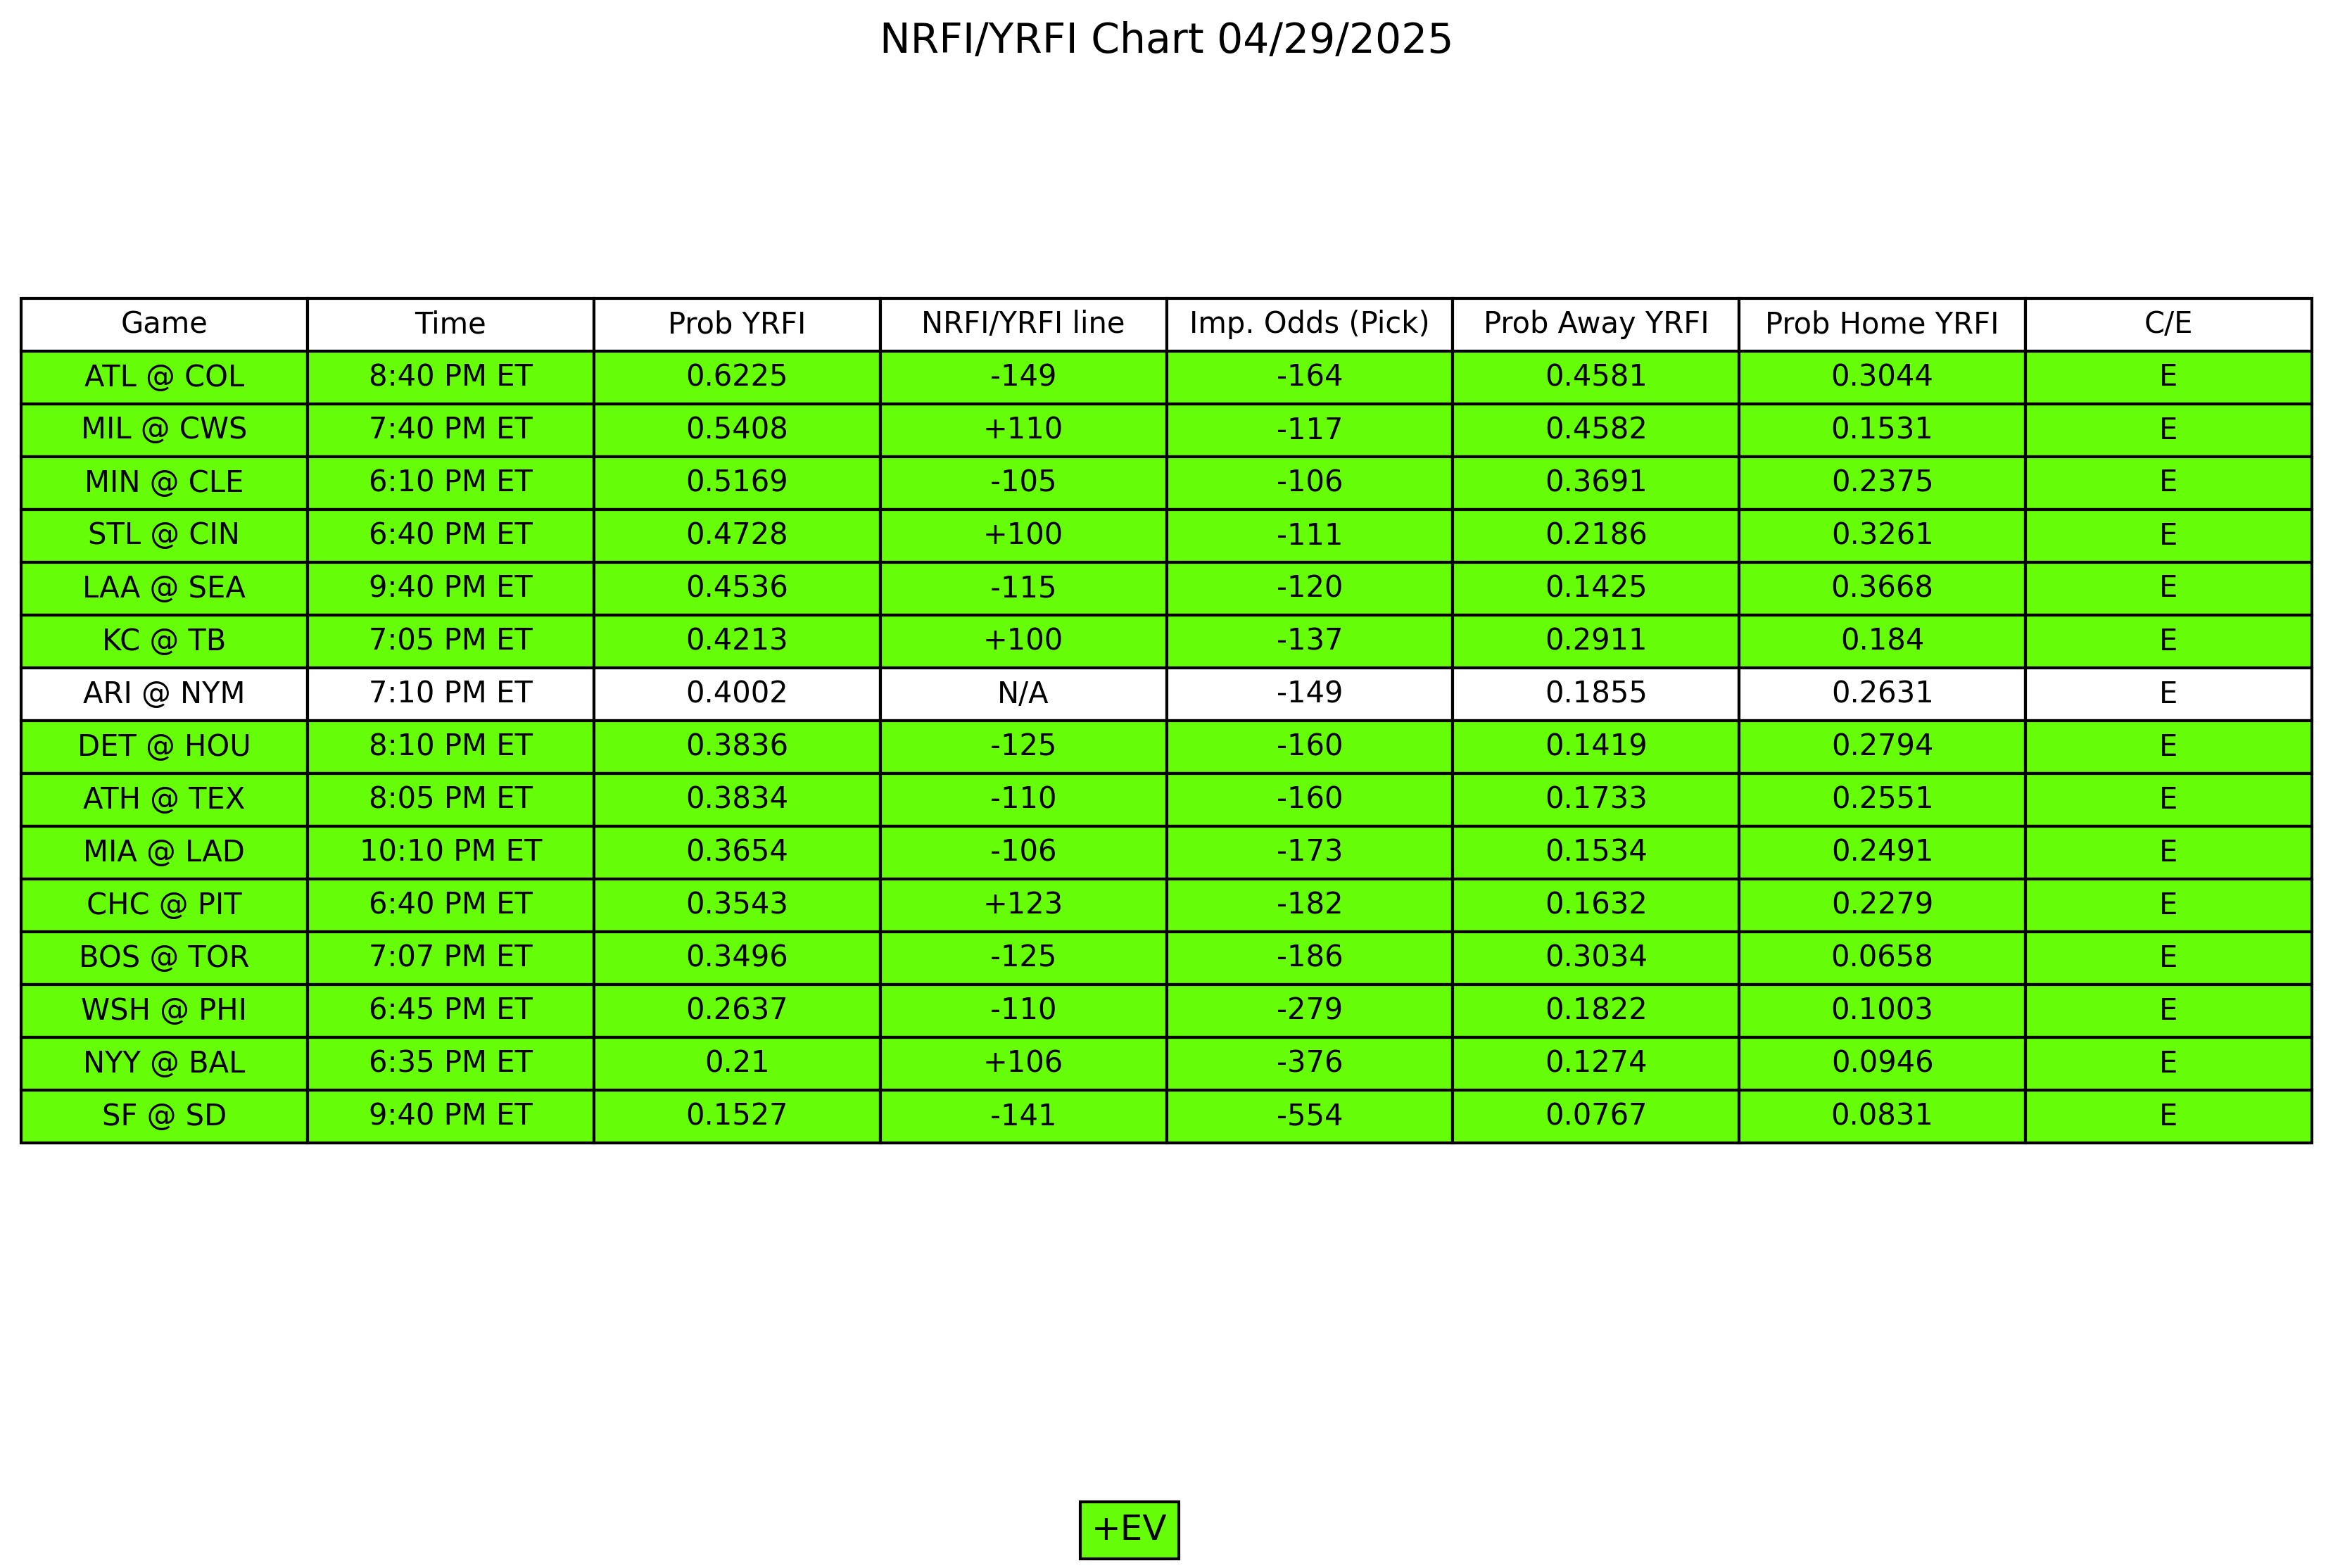 NRFI/YRFI Chart 04/29/2025
Game Time Prob YRFI NRFI/YRFI line Imp. Odds (Pick) Prob Away YRFI Prob Home YRFI C/E
ATL @ COL 8:40 PM ET 0.6225 -149 -164 0.4581 0.3044 E
MIL @ CWS 7:40 PM ET 0.5408 +110 -117 0.4582 0.1531 E
MIN @ CLE 6:10 PM ET 0.5169 -105 -106 0.3691 0.2375 E
STL @ CIN 6:40 PM ET 0.4728 +100 -111 0.2186 0.3261 E
LAA @ SEA 9:40 PM ET 0.4536 -115 -120 0.1425 0.3668 E
KC @ TB 7:05 PM ET 0.4213 +100 -137 0.2911 0.184 E
ARI @ NYM 7:10 PM ET 0.4002 N/A -149 0.1855 0.2631 E
DET @ HOU 8:10 PM ET 0.3836 -125 -160 0.1419 0.2794 E
ATH @ TEX 8:05 PM ET 0.3834 -110 -160 0.1733 0.2551 E
MIA @ LAD 10:10 PM ET 0.3654 -106 -173 0.1534 0.2491 E
CHC @ PIT 6:40 PM ET 0.3543 +123 -182 0.1632 0.2279 E
BOS @ TOR 7:07 PM ET 0.3496 -125 -186 0.3034 0.0658 E
WSH @ PHI 6:45 PM ET 0.2637 -110 -279 0.1822 0.1003 E
NYY @ BAL 6:35 PM ET 0.21 +106 -376 0.1274 0.0946 E
SF @ SD 9:40 PM ET 0.1527 -141 -554 0.0767 0.0831 E
+EV